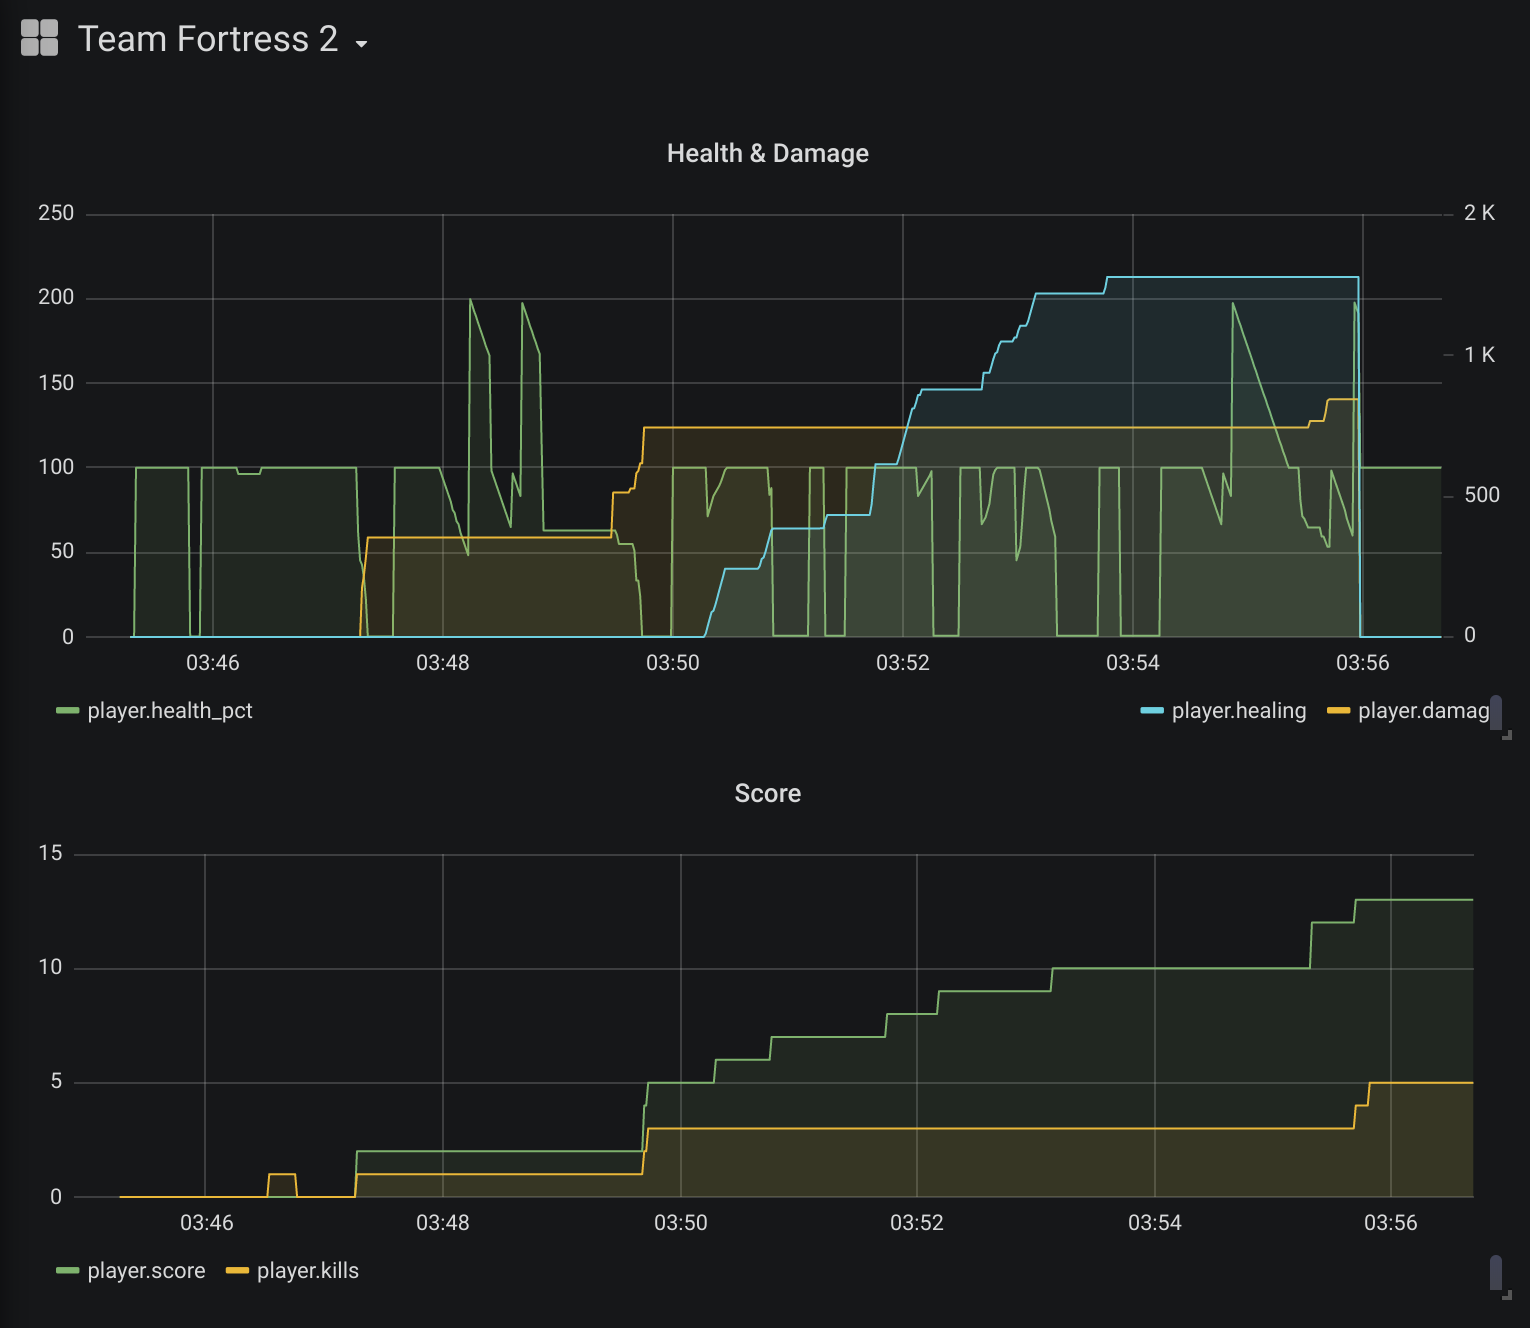 Team Fortress 2
Health & Damage
250
2 K
200
150
1 K
100
500
50
0
0
03:46 03:48 03:50 03:52 03:54 03:56
player.health_pct player.healing player.damag
Score
15
10
5
0
03:46 03:48 03:50 03:52 03:54 03:56
player.score player.kills